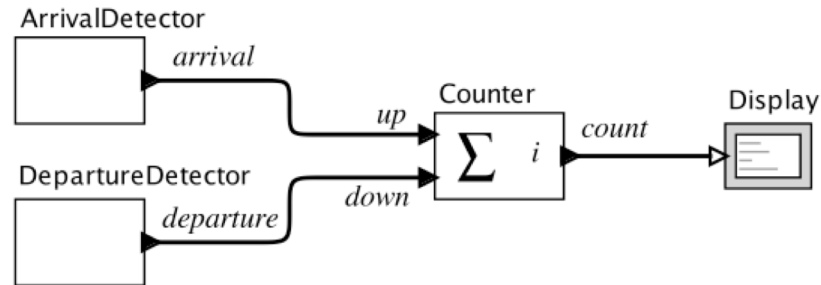 ArrivalDetector
arrival
Counter
up
Σ i
count
Display
DepartureDetector
departure
down